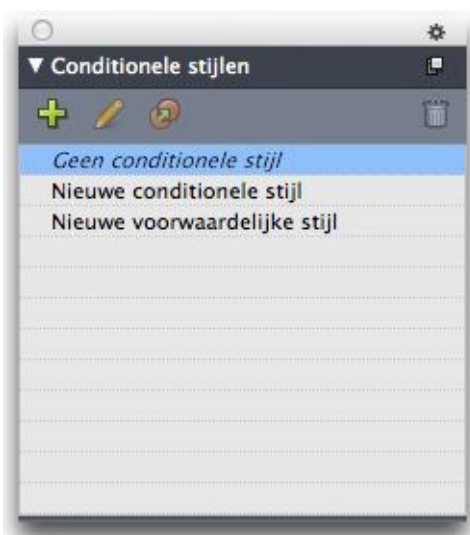 Conditionele stijlen
Geen conditionele stijl
Nieuwe conditionele stijl
Nieuwe voorwaardelijke stijl